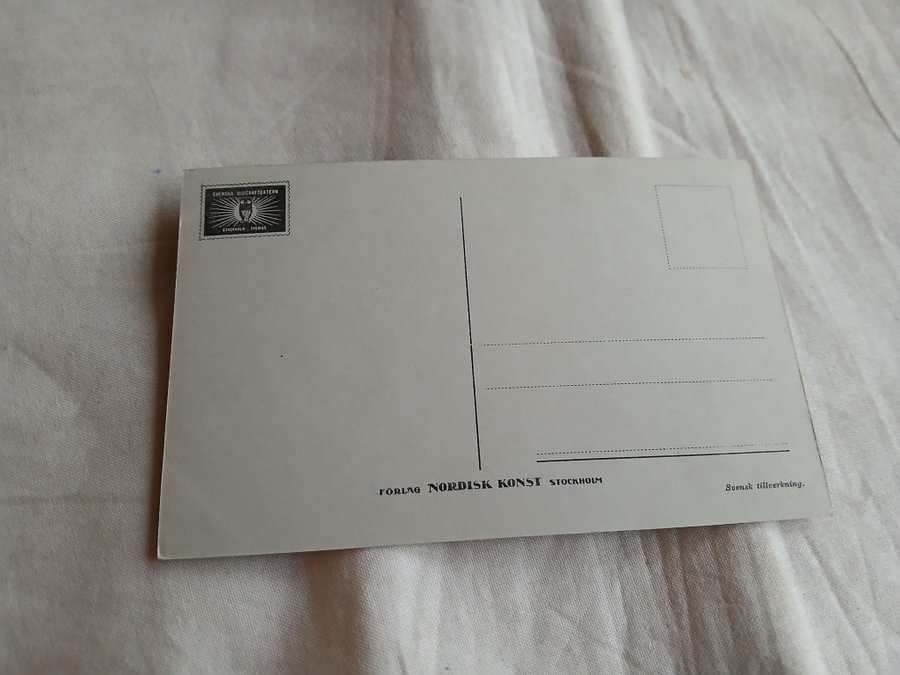 SVENSKA BIOGRAFTEATERN
STOCKHOLM SVERIGE
FÖRLAG NORDISK KONST STOCKHOLM
Svensk tillverkning.